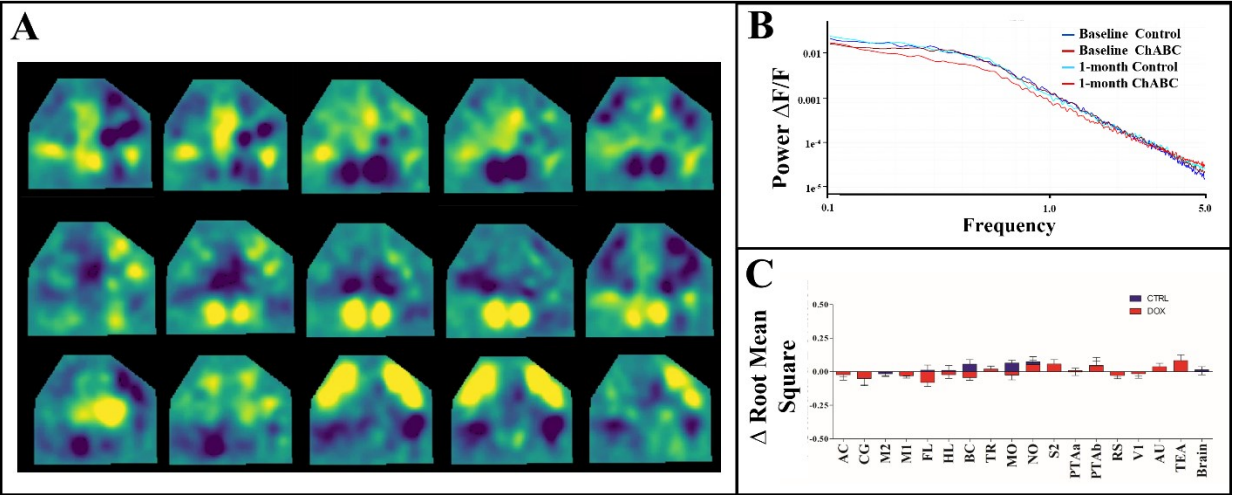 A
B
Power ΔF/F
0.01
0.001
1e-4
1e-5
0.1
1.0
5.0
Frequency
Baseline Control
Baseline ChABC
1-month Control
1-month ChABC
C
Δ Root Mean
Square
0.50
0.25
0.00
-0.25
-0.50
CTRL
DOX
AC
CG
M2
M1
FL
HL
BC
TR
MO
NO
S2
PTAa
PTAb
RS
V1
AU
TEA
Brain